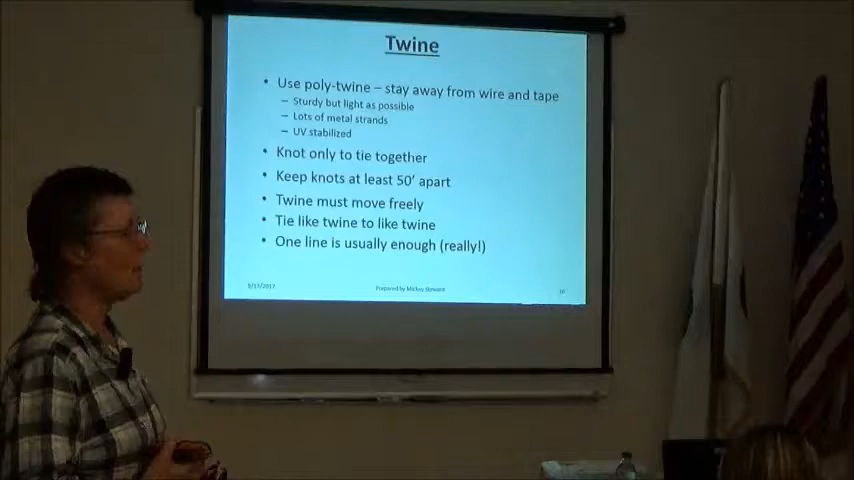 Twine
• Use poly-twine – stay away from wire and tape
– Sturdy but light as possible
– Lots of metal strands
– UV stabilized
• Knot only to tie together
• Keep knots at least 50' apart
• Twine must move freely
• Tie like twine to like twine
• One line is usually enough (really!)
Prepared by Mickey Steward